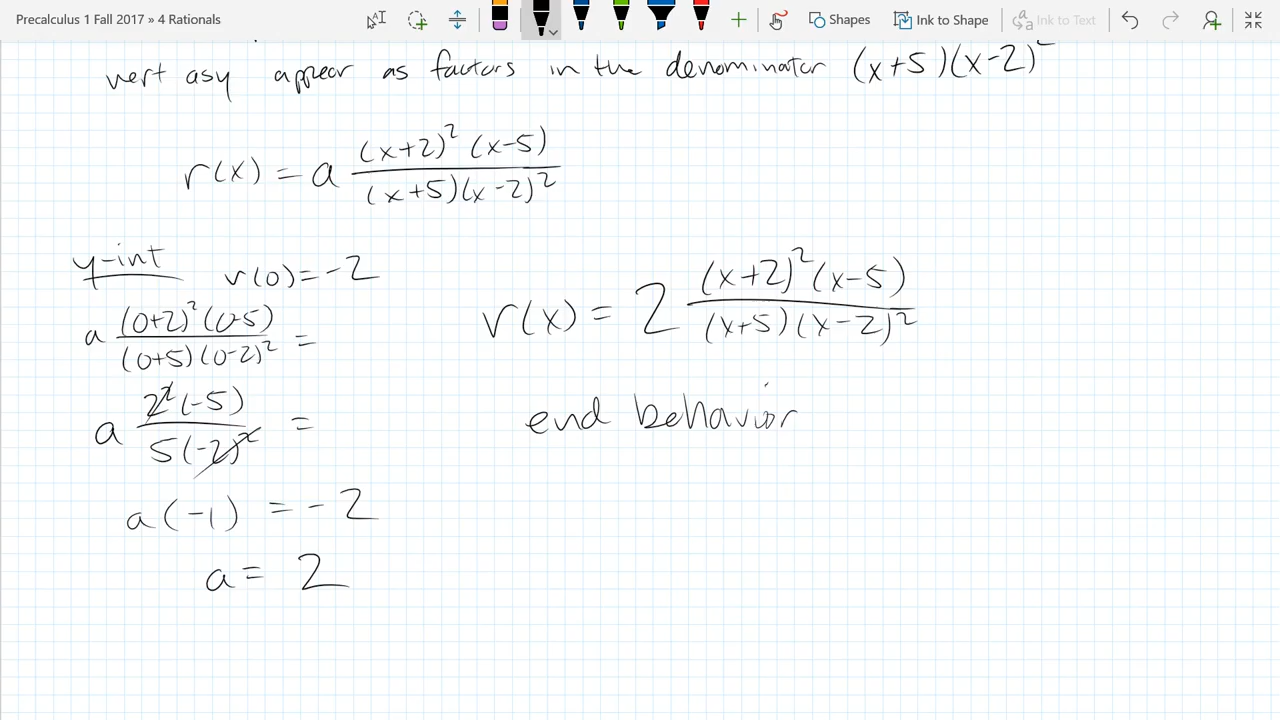 Precalculus 1 Fall 2017 » 4 Rationals
Shapes
Ink to Shape
Ink to Text
vert asy appear as factors in the denominator (x+5)(x-2)²
r(x) = a (x+2)²(x-5)
(x+5)(x-2)²
y-int r(0)=-2
a (0+2)²(0-5) =
(0+5)(0-2)²
a 2²(-5) =
5(-2)²
a(-1) = -2
a = 2
r(x) = 2 (x+2)²(x-5)
(x+5)(x-2)²
end behavior